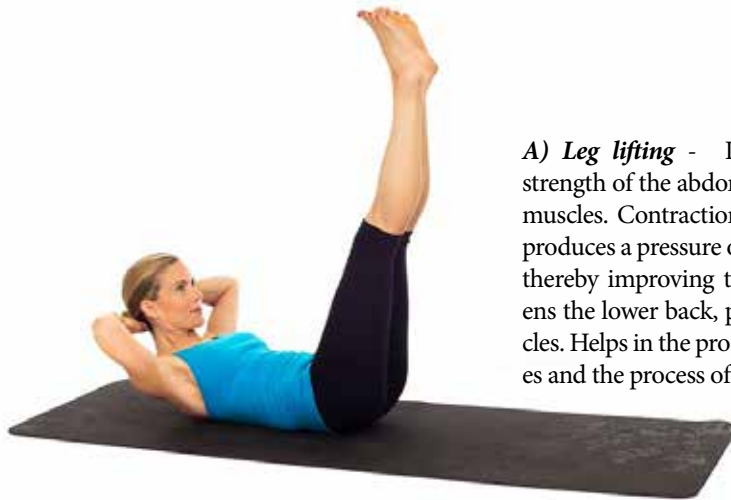 A) Leg lifting -
strength of the
muscles. Contraction
produces a pressure
thereby improving
ens the lower back,
cles. Helps in the
es and the process of